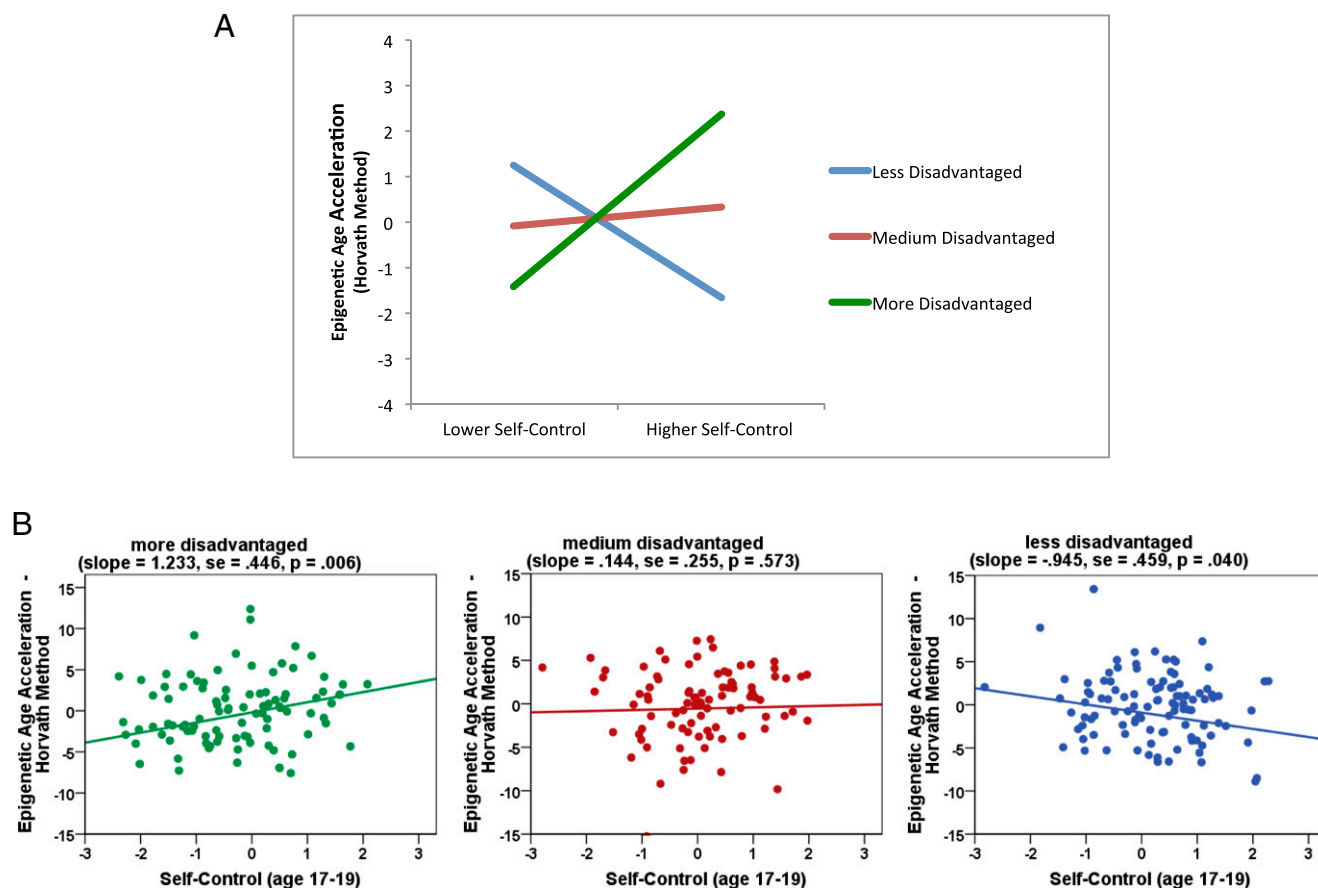 A
Epigenetic Age Acceleration
(Horvath Method)
4
3
2
1
0
-1
-2
-3
-4
Lower Self-Control
Higher Self-Control
Less Disadvantaged
Medium Disadvantaged
More Disadvantaged
B
more disadvantaged
(slope = 1.233, se = .446, p = .006)
Epigenetic Age Acceleration -
Horvath Method
15
10
5
0
-5
-10
-15
-3 -2 -1 0 1 2 3
Self-Control (age 17-19)
medium disadvantaged
(slope = .144, se = .255, p = .573)
Epigenetic Age Acceleration -
Horvath Method
15
10
5
0
-5
-10
-15
-3 -2 -1 0 1 2 3
Self-Control (age 17-19)
less disadvantaged
(slope = -.945, se = .459, p = .040)
Epigenetic Age Acceleration -
Horvath Method
15
10
5
0
-5
-10
-15
-3 -2 -1 0 1 2 3
Self-Control (age 17-19)